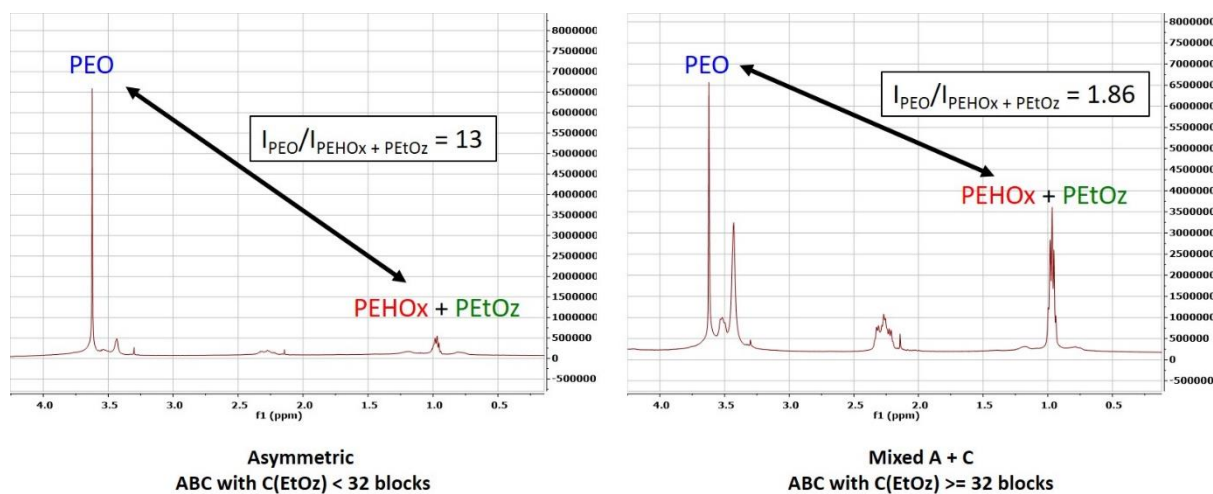 PEO
I_PEO/I_PEHOx + PEtOz = 13
PEHOx + PEtOz
8000000
7500000
7000000
6500000
6000000
5500000
5000000
4500000
4000000
3500000
3000000
2500000
2000000
1500000
1000000
500000
0
-500000
4.0 3.5 3.0 2.5 2.0 1.5 1.0 0.5
f1 (ppm)
Asymmetric
ABC with C(EtOz) < 32 blocks
PEO
I_PEO/I_PEHOx + PEtOz = 1.86
PEHOx + PEtOz
8000000
7500000
7000000
6500000
6000000
5500000
5000000
4500000
4000000
3500000
3000000
2500000
2000000
1500000
1000000
500000
0
-500000
4.0 3.5 3.0 2.5 2.0 1.5 1.0 0.5
f1 (ppm)
Mixed A + C
ABC with C(EtOz) >= 32 blocks